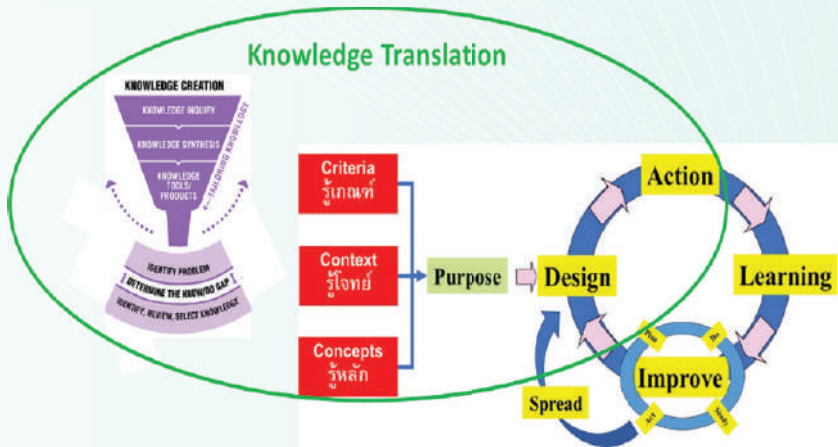 Knowledge Translation
KNOWLEDGE CREATION
KNOWLEDGE INQUIRY
KNOWLEDGE SYNTHESIS
KNOWLEDGE
TOOLS/
PRODUCTS
TAILORING KNOWLEDGE
IDENTIFY PROBLEM
DETERMINE THE KNOW/DO GAP
IDENTIFY, REVIEW, SELECT KNOWLEDGE
Criteria
รู้เกณฑ์
Context
รู้โจทย์
Concepts
รู้หลัก
Purpose
Design
Action
Learning
Improve
Do
Study
Act
Spread